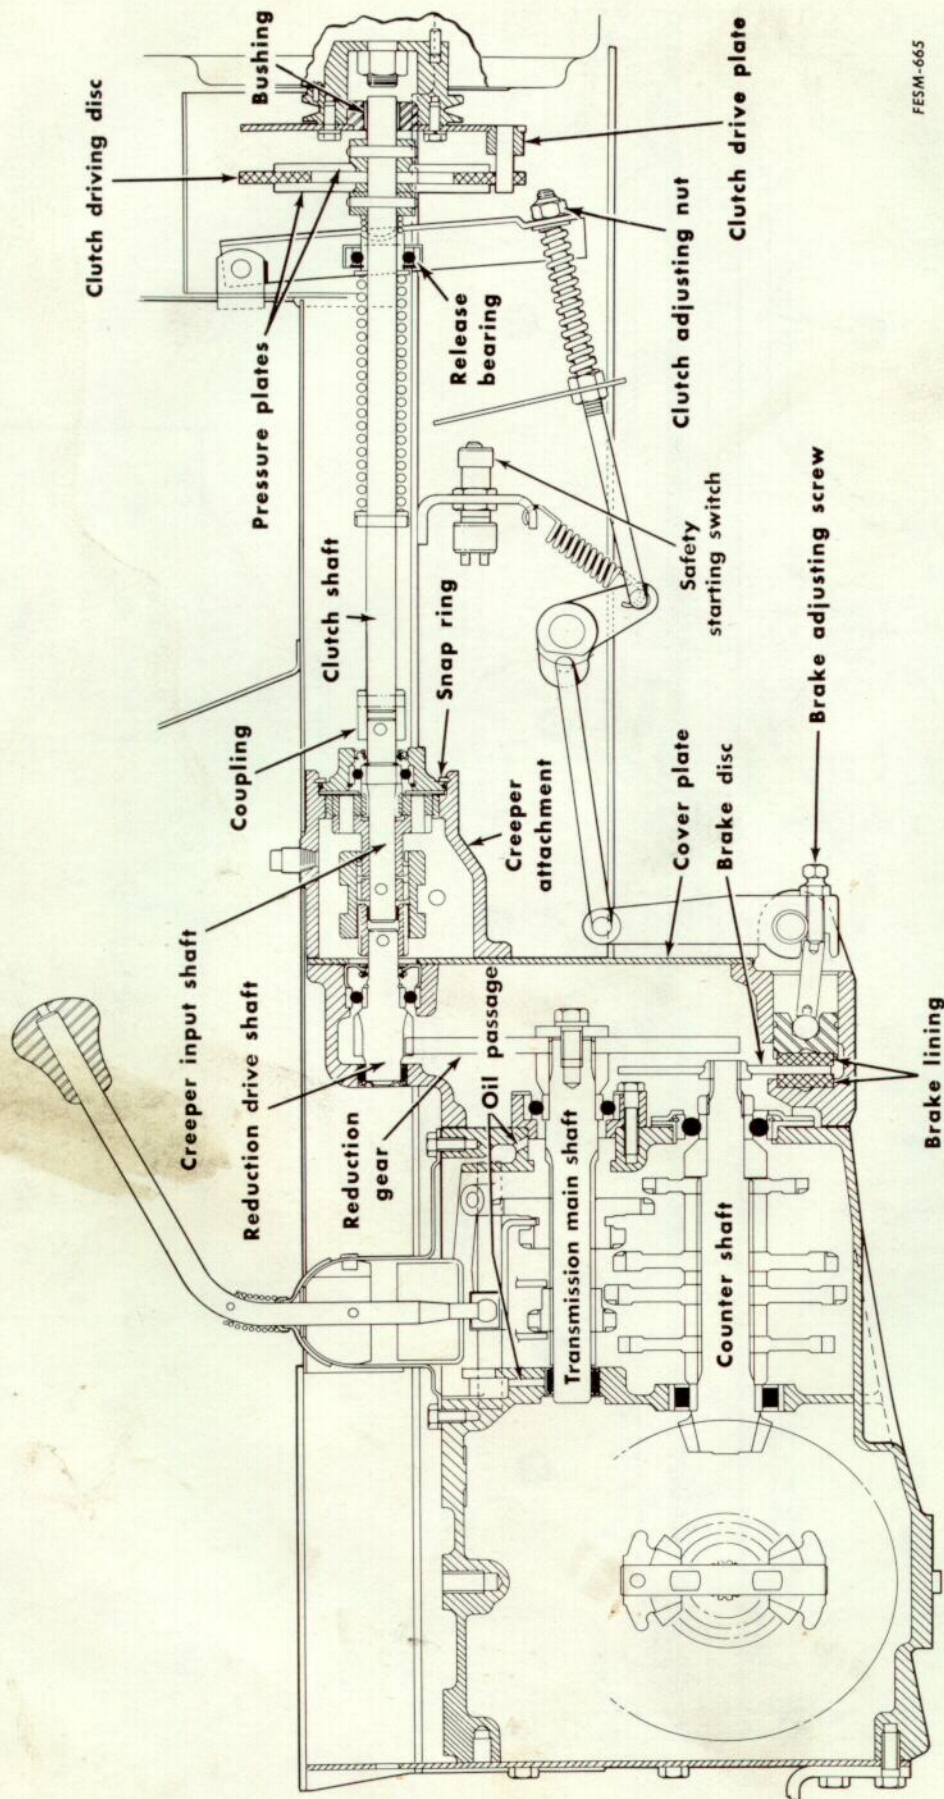 Clutch driving disc
Bushing
Pressure plates
Clutch shaft
Coupling
Creeper input shaft
Reduction drive shaft
Reduction
gear
Oil passage
Release
bearing
Snap ring
Creeper
attachment
Transmission main shaft
Counter shaft
Safety
starting switch
Clutch adjusting nut
Clutch drive plate
Cover plate
Brake disc
Brake adjusting screw
Brake lining
FESM-665